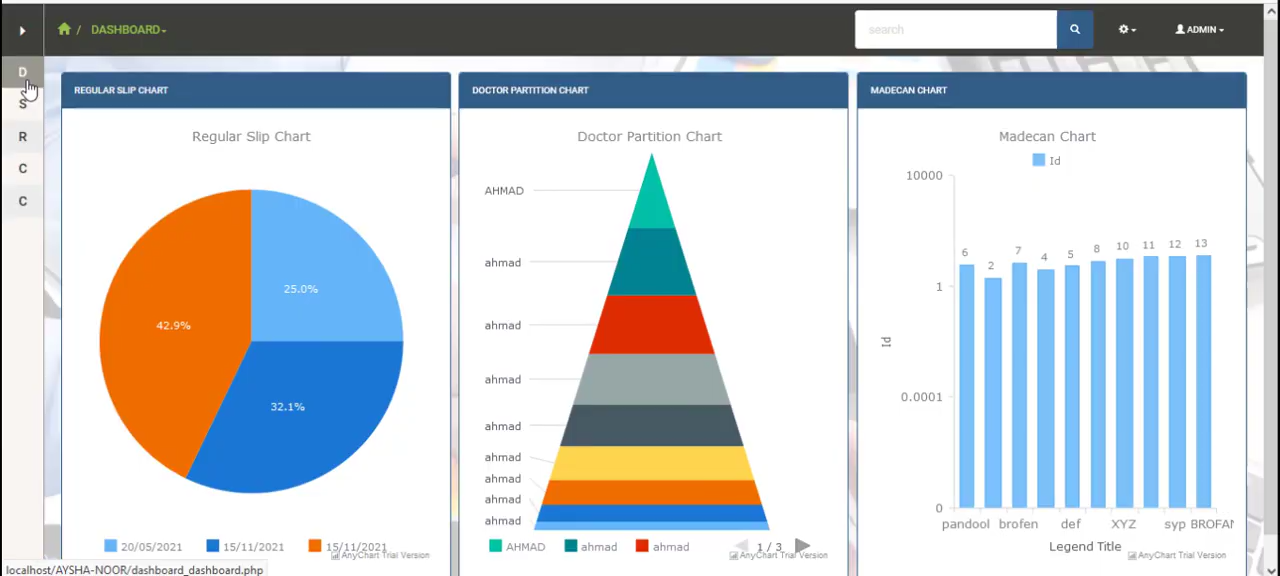 / DASHBOARD
search
ADMIN
D
S
R
C
C
REGULAR SLIP CHART
Regular Slip Chart
25.0%
42.9%
32.1%
20/05/2021
15/11/2021
15/11/2021
AnyChart Trial Version
DOCTOR PARTITION CHART
Doctor Partition Chart
AHMAD
ahmad
ahmad
ahmad
ahmad
ahmad
ahmad
ahmad
ahmad
AHMAD ahmad ahmad
1 / 3
AnyChart Trial Version
MADECAN CHART
Madecan Chart
Id
10000
1
0.0001
0
Id
6 2 7 4 5 8 10 11 12 13
pandool brofen def XYZ syp BROFAN
Legend Title
AnyChart Trial Version
localhost/AYSHA-NOOR/dashboard_dashboard.php